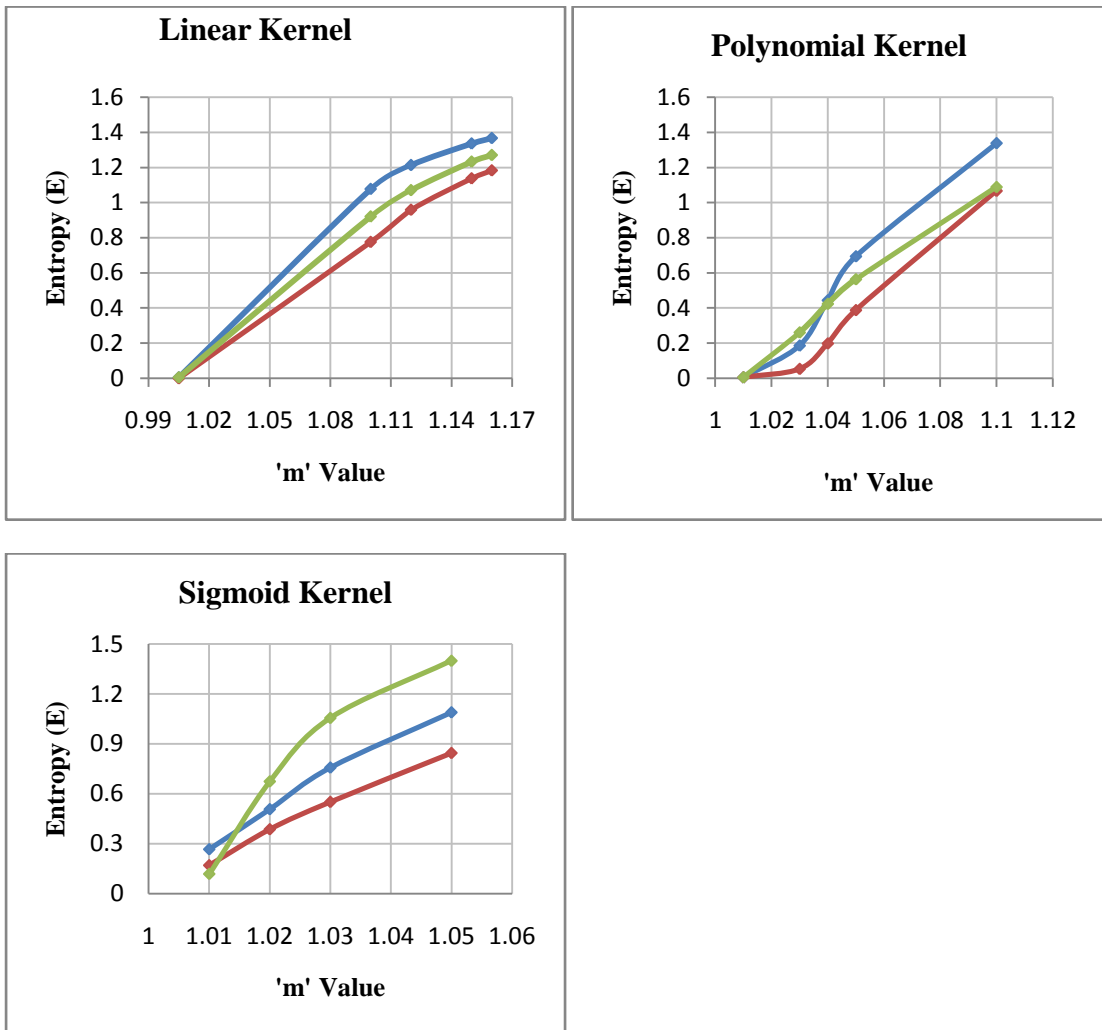 Linear Kernel
1.6
1.4
1.2
1
0.8
0.6
0.4
0.2
0
Entropy (E)
0.99 1.02 1.05 1.08 1.11 1.14 1.17
'm' Value
Polynomial Kernel
1.6
1.4
1.2
1
0.8
0.6
0.4
0.2
0
Entropy (E)
1 1.02 1.04 1.06 1.08 1.1 1.12
'm' Value
Sigmoid Kernel
1.5
1.2
0.9
0.6
0.3
0
Entropy (E)
1 1.01 1.02 1.03 1.04 1.05 1.06
'm' Value